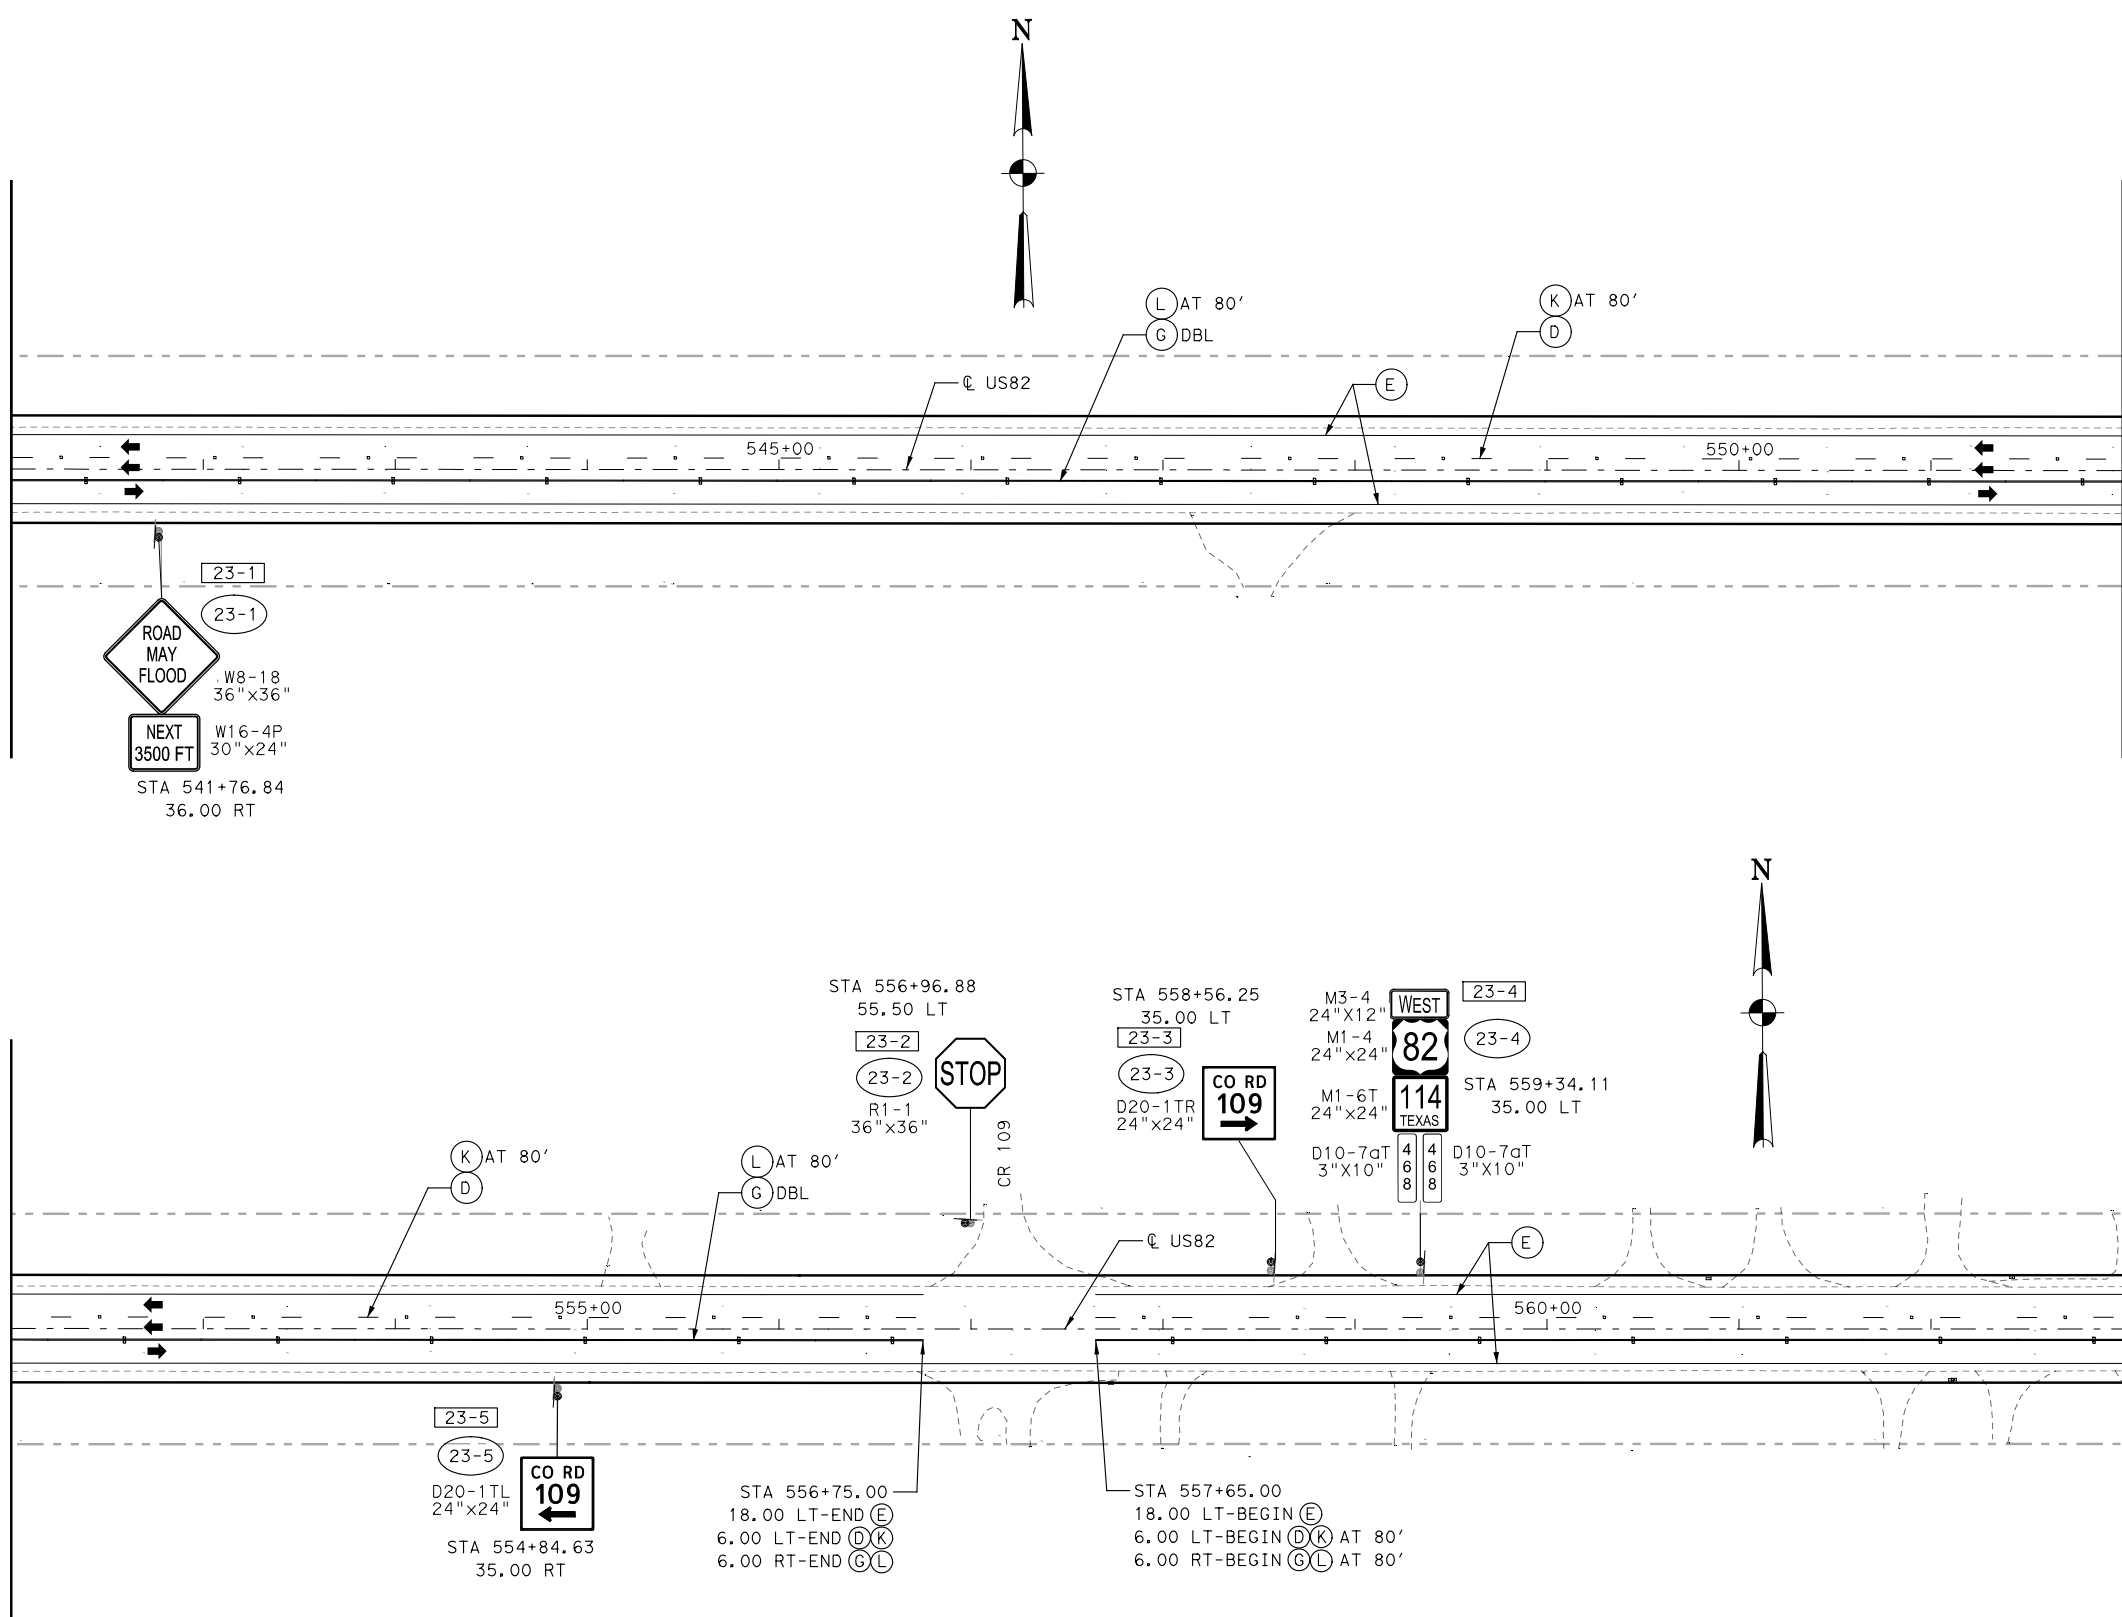 N
L AT 80'
G DBL
K AT 80'
D
℄ US82
E
545+00
550+00
23-1
23-1
ROAD
MAY
FLOOD
W8-18
36"x36"
NEXT
3500 FT
W16-4P
30"x24"
STA 541+76.84
36.00 RT
N
STA 556+96.88
55.50 LT
23-2
23-2
R1-1
36"x36"
STOP
CR 109
STA 558+56.25
35.00 LT
23-3
23-3
D20-1TR
24"x24"
CO RD
109
M3-4
24"X12"
M1-4
24"x24"
M1-6T
24"x24"
D10-7aT
3"X10"
WEST
82
114
TEXAS
4
6
8
4
6
8
23-4
23-4
STA 559+34.11
35.00 LT
D10-7aT
3"X10"
K AT 80'
D
L AT 80'
G DBL
℄ US82
E
555+00
560+00
23-5
23-5
D20-1TL
24"x24"
CO RD
109
STA 554+84.63
35.00 RT
STA 556+75.00
18.00 LT-END E
6.00 LT-END D K
6.00 RT-END G L
STA 557+65.00
18.00 LT-BEGIN E
6.00 LT-BEGIN D K AT 80'
6.00 RT-BEGIN G L AT 80'